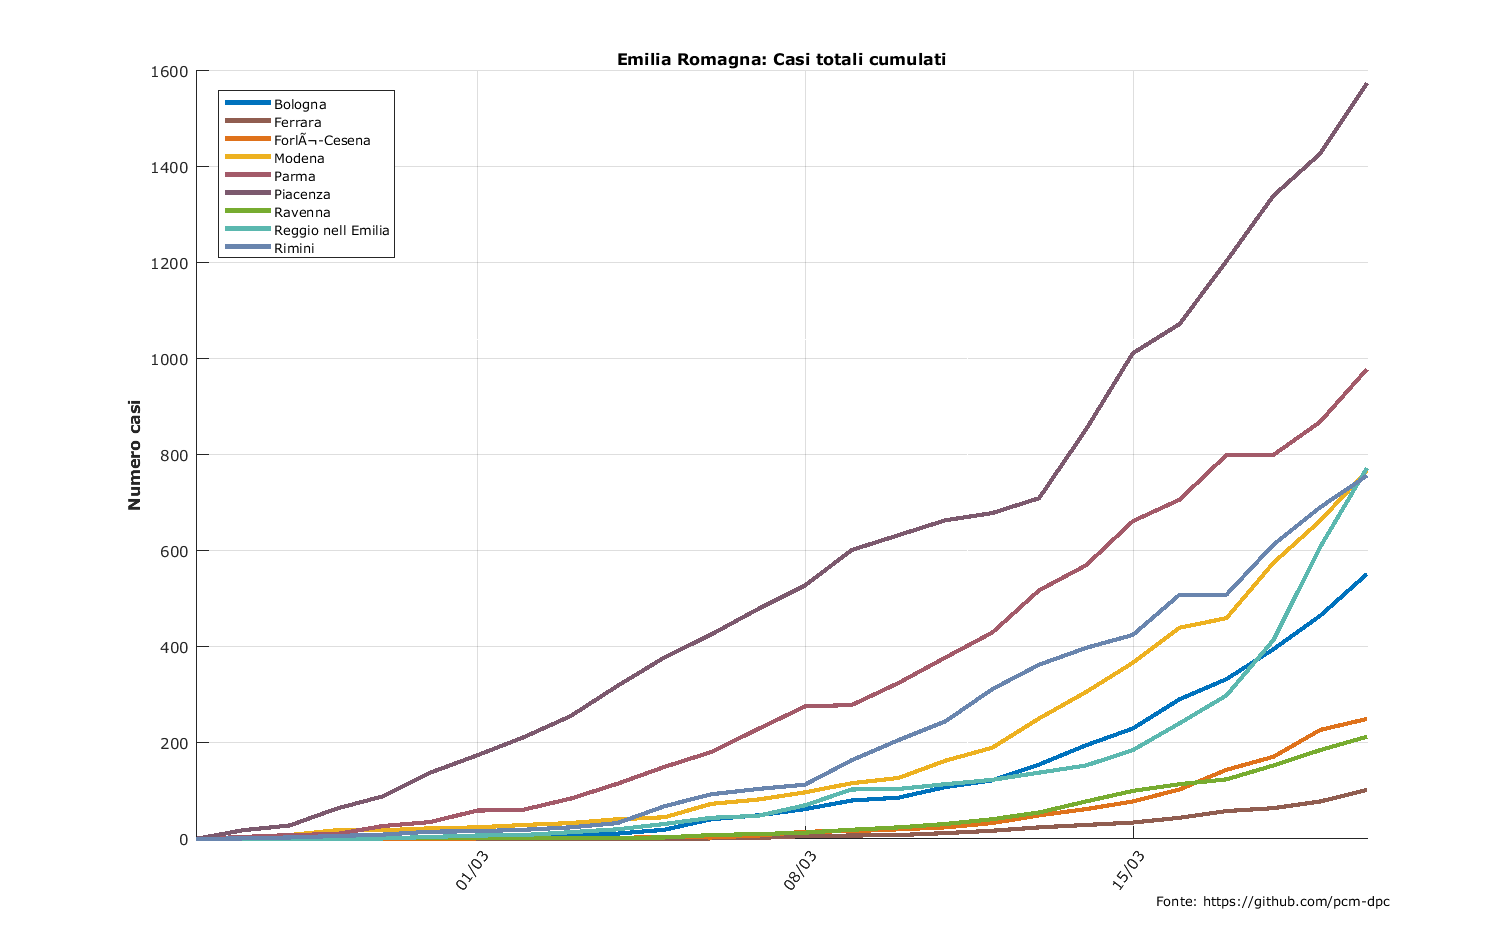 Emilia Romagna: Casi totali cumulati
1600
1400
1200
1000
800
600
400
200
0
Numero casi
Bologna
Ferrara
ForlÃ¬-Cesena
Modena
Parma
Piacenza
Ravenna
Reggio nell Emilia
Rimini
01/03
08/03
15/03
Fonte: https://github.com/pcm-dpc